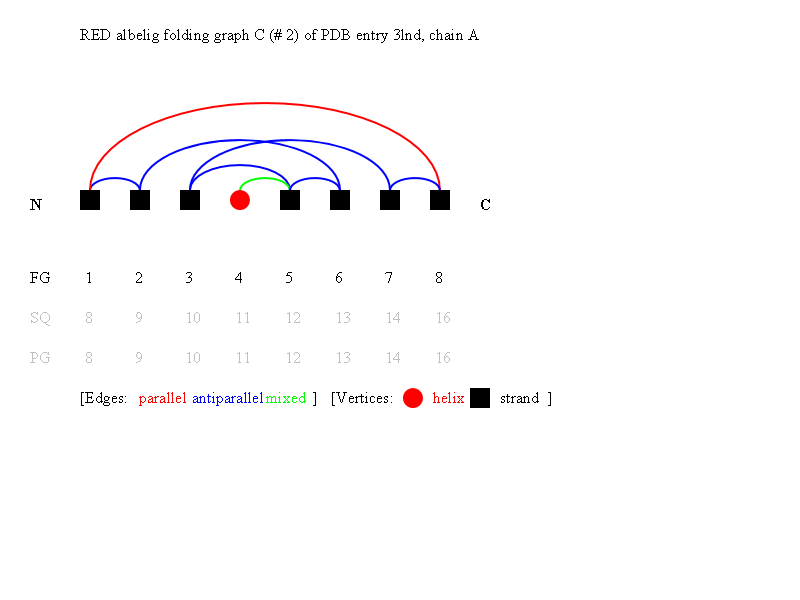 RED albelig folding graph C (# 2) of PDB entry 3lnd, chain A
N C
FG 1 2 3 4 5 6 7 8
SQ 8 9 10 11 12 13 14 16
PG 8 9 10 11 12 13 14 16
[Edges: parallel antiparallel mixed ] [Vertices: helix strand ]